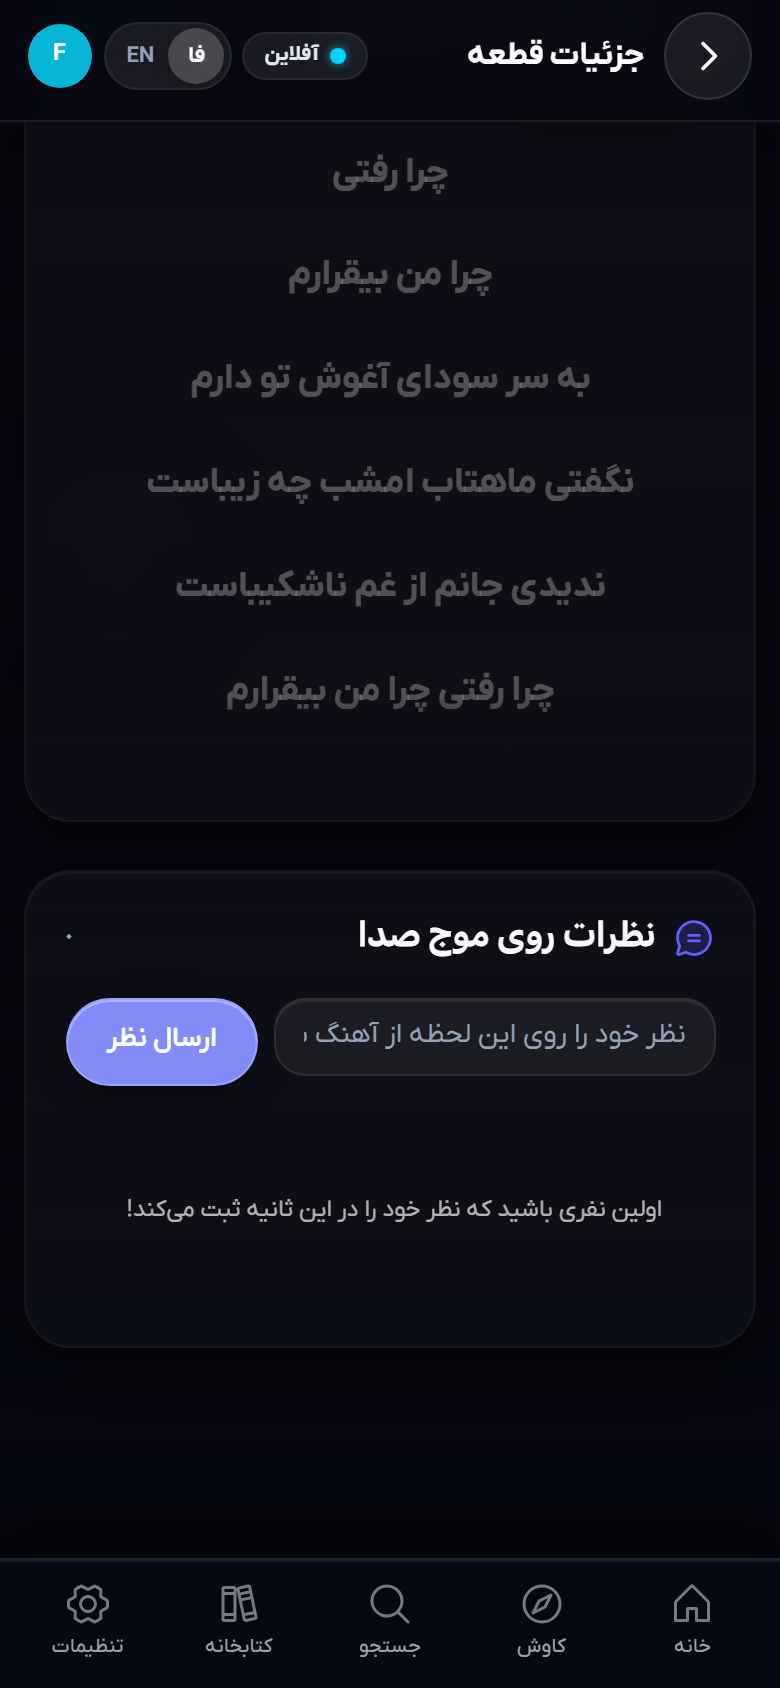 جزئیات قطعه
آفلاین
فا EN
F
چرا رفتی
چرا من بیقرارم
به سر سودای آغوش تو دارم
نگفتی ماهتاب امشب چه زیباست
ندیدی جانم از غم ناشکیباست
چرا رفتی چرا من بیقرارم
نظرات روی موج صدا
نظر خود را روی این لحظه از آهنگ
ارسال نظر
اولین نفری باشید که نظر خود را در این ثانیه ثبت می‌کند!
خانه
کاوش
جستجو
کتابخانه
تنظیمات